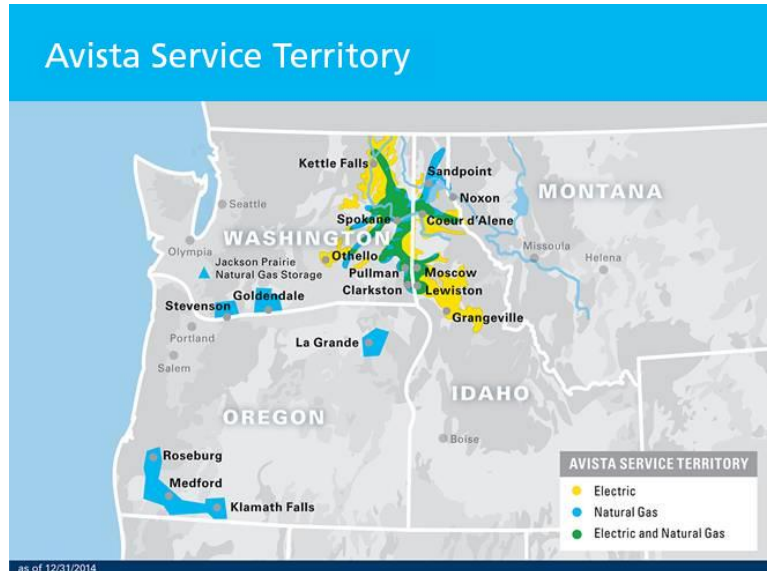 Avista Service Territory
Kettle Falls
Sandpoint
Noxon
MONTANA
Seattle
Spokane
Coeur d'Alene
WASHINGTON
Olympia
Othello
Missoula
Helena
Jackson Prairie
Natural Gas Storage
Pullman
Moscow
Clarkston
Lewiston
Stevenson
Goldendale
Grangeville
Portland
La Grande
Salem
IDAHO
OREGON
Boise
Roseburg
Medford
Klamath Falls
AVISTA SERVICE TERRITORY
Electric
Natural Gas
Electric and Natural Gas
as of 12/31/2014